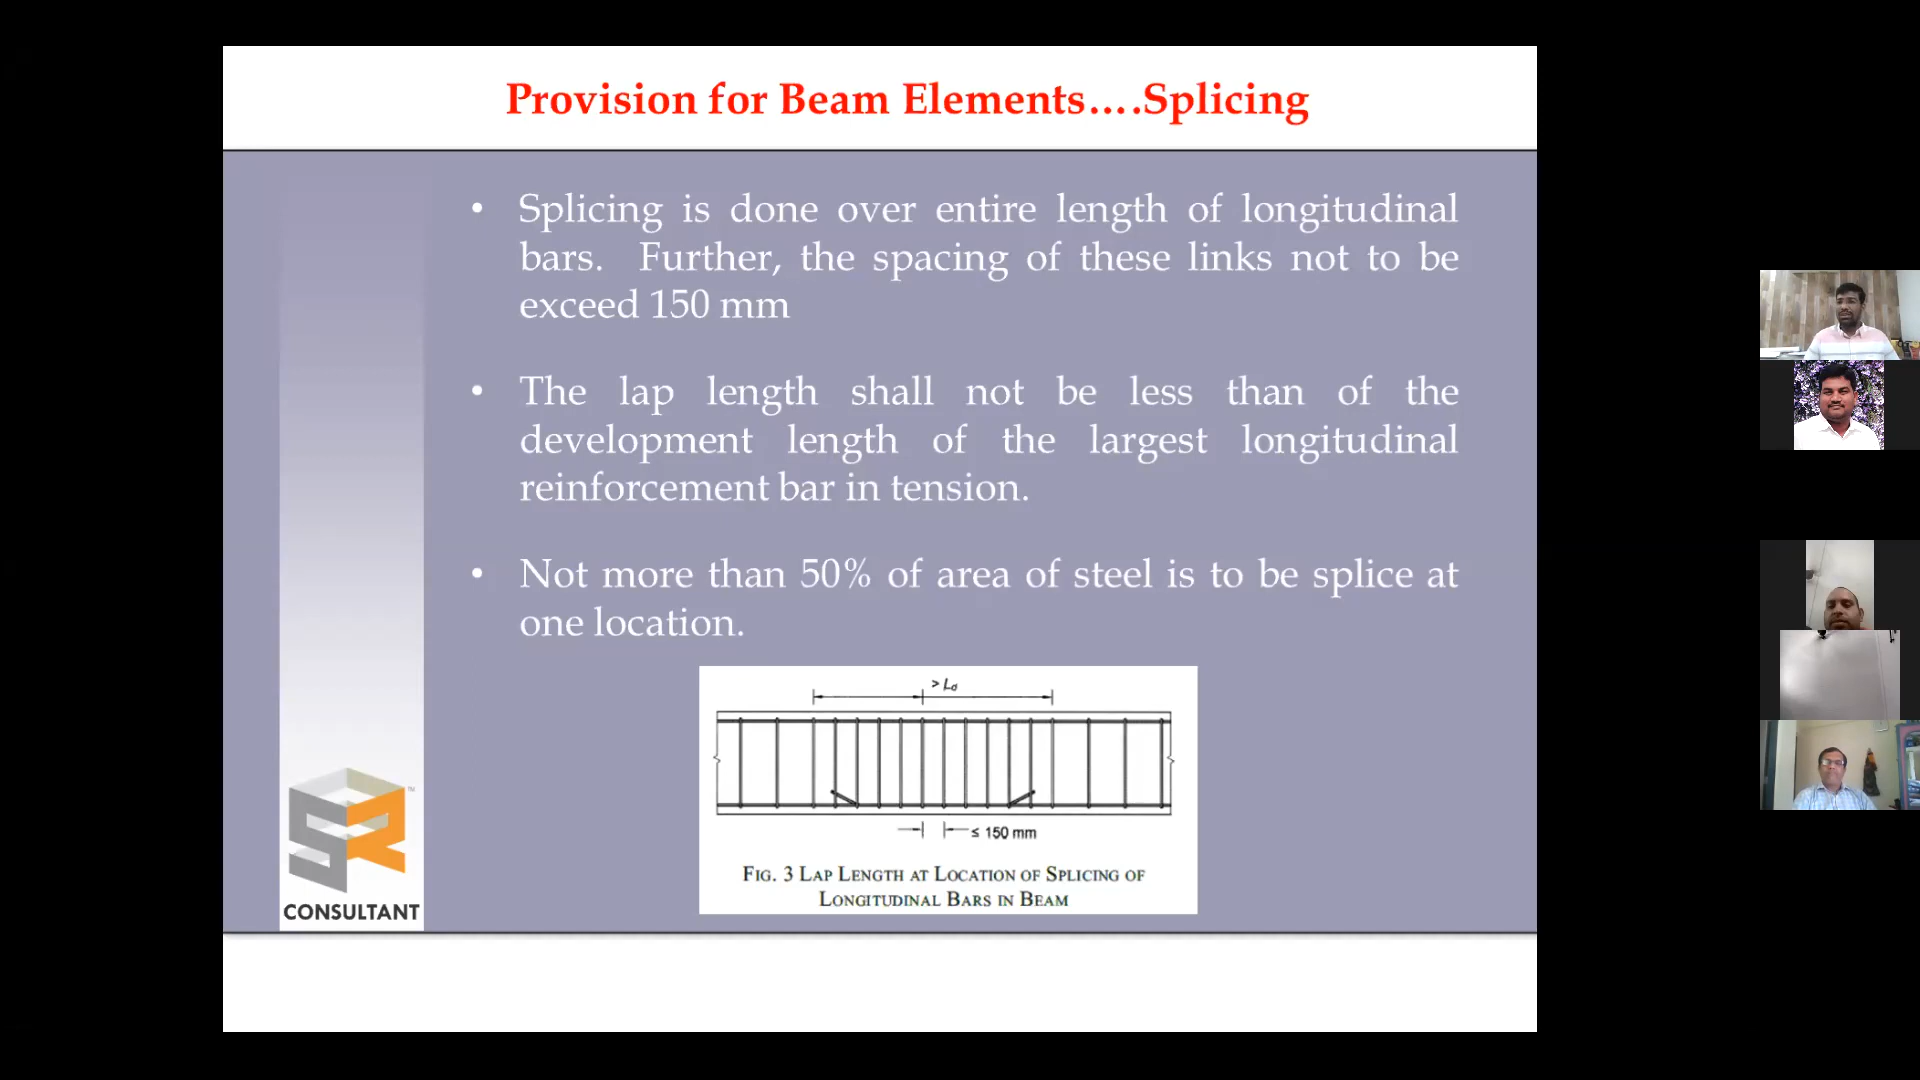 Provision for Beam Elements….Splicing
• Splicing is done over entire length of longitudinal
bars. Further, the spacing of these links not to be
exceed 150 mm
• The lap length shall not be less than of the
development length of the largest longitudinal
reinforcement bar in tension.
• Not more than 50% of area of steel is to be splice at
one location.
> Ld
≤ 150 mm
FIG. 3 LAP LENGTH AT LOCATION OF SPLICING OF
LONGITUDINAL BARS IN BEAM
SR
TM
CONSULTANT